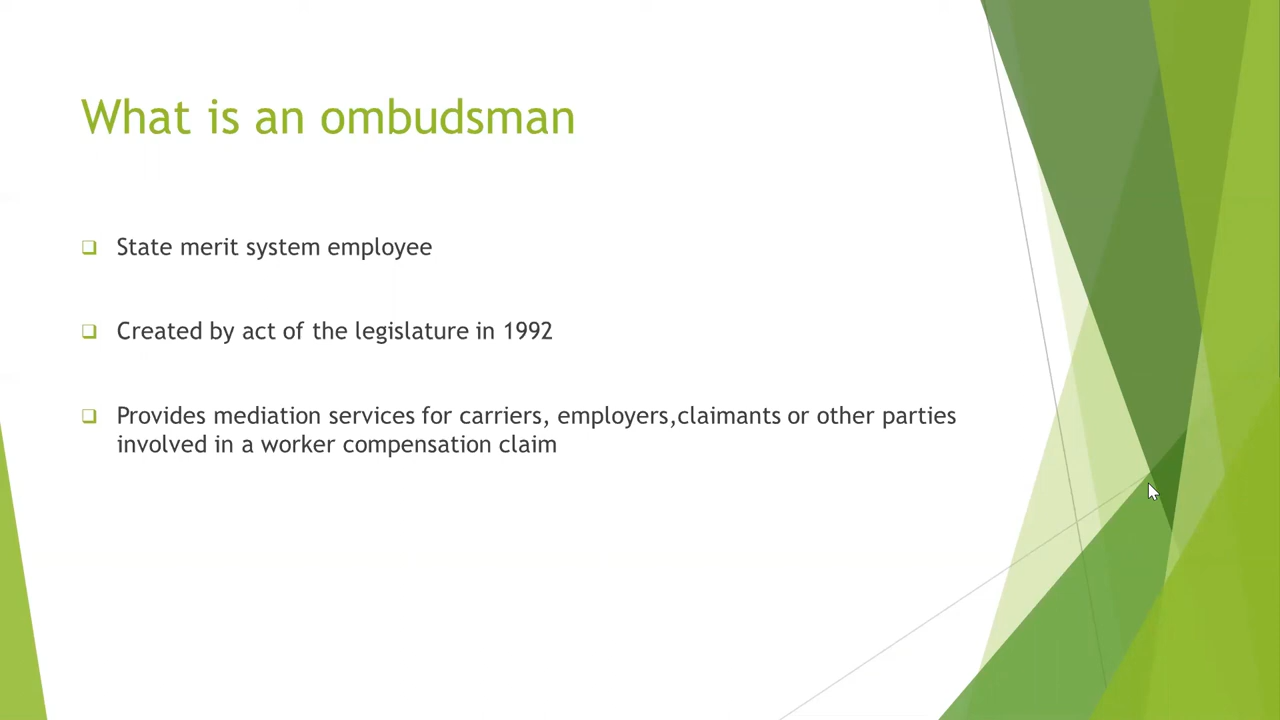 What is an ombudsman
State merit system employee
Created by act of the legislature in 1992
Provides mediation services for carriers, employers,claimants or other parties
involved in a worker compensation claim